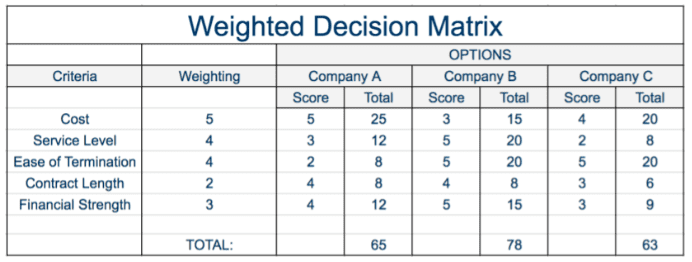 Weighted Decision Matrix
OPTIONS
Criteria Weighting Company A Company B Company C
Score Total Score Total Score Total
Cost 5 5 25 3 15 4 20
Service Level 4 3 12 5 20 2 8
Ease of Termination 4 2 8 5 20 5 20
Contract Length 2 4 8 4 8 3 6
Financial Strength 3 4 12 5 15 3 9
TOTAL: 65 78 63